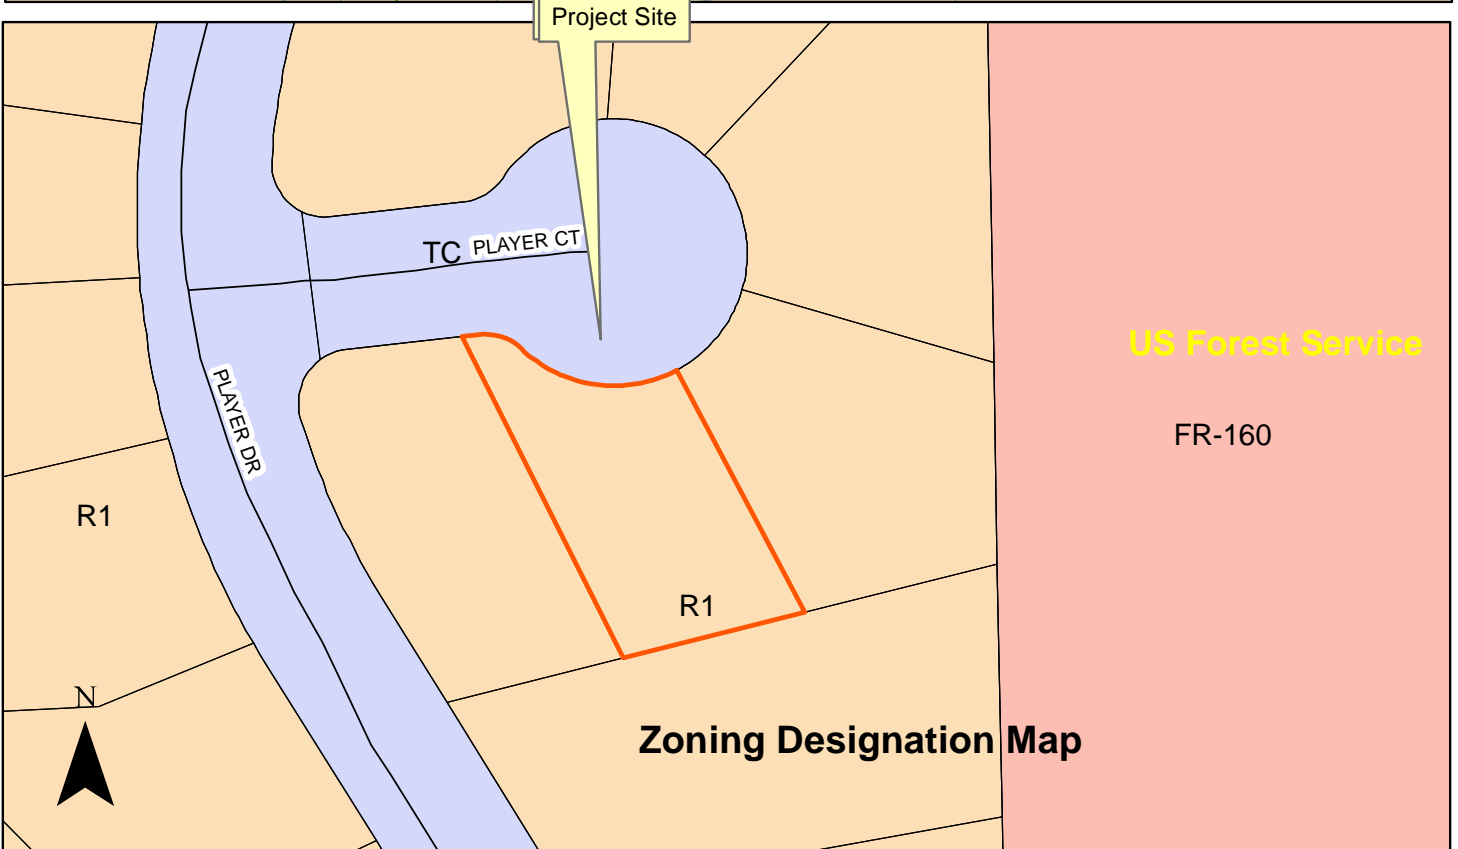 Project Site
TC PLAYER CT
US Forest Service
PLAYER DR
FR-160
R1
R1
N
Zoning Designation Map